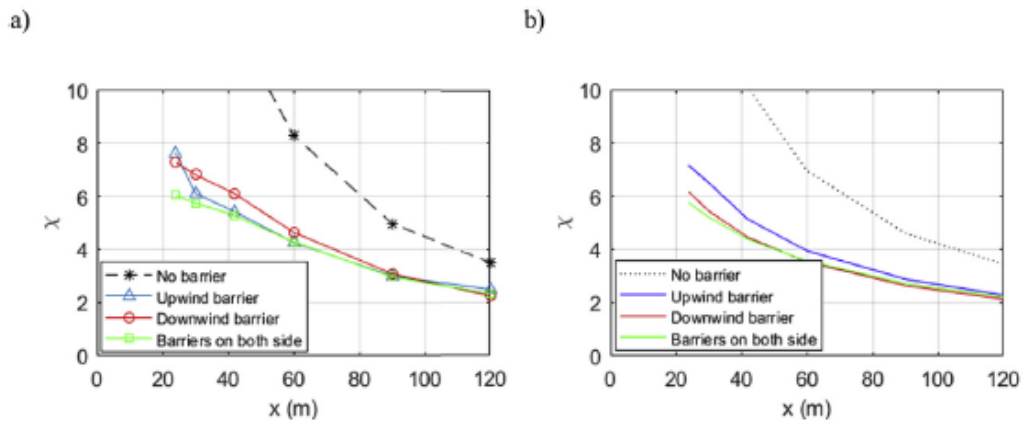 a)
b)
10
8
6
4
2
0
χ
No barrier
Upwind barrier
Downwind barrier
Barriers on both side
0 20 40 60 80 100 120
x (m)
10
8
6
4
2
0
χ
No barrier
Upwind barrier
Downwind barrier
Barriers on both side
0 20 40 60 80 100 120
x (m)